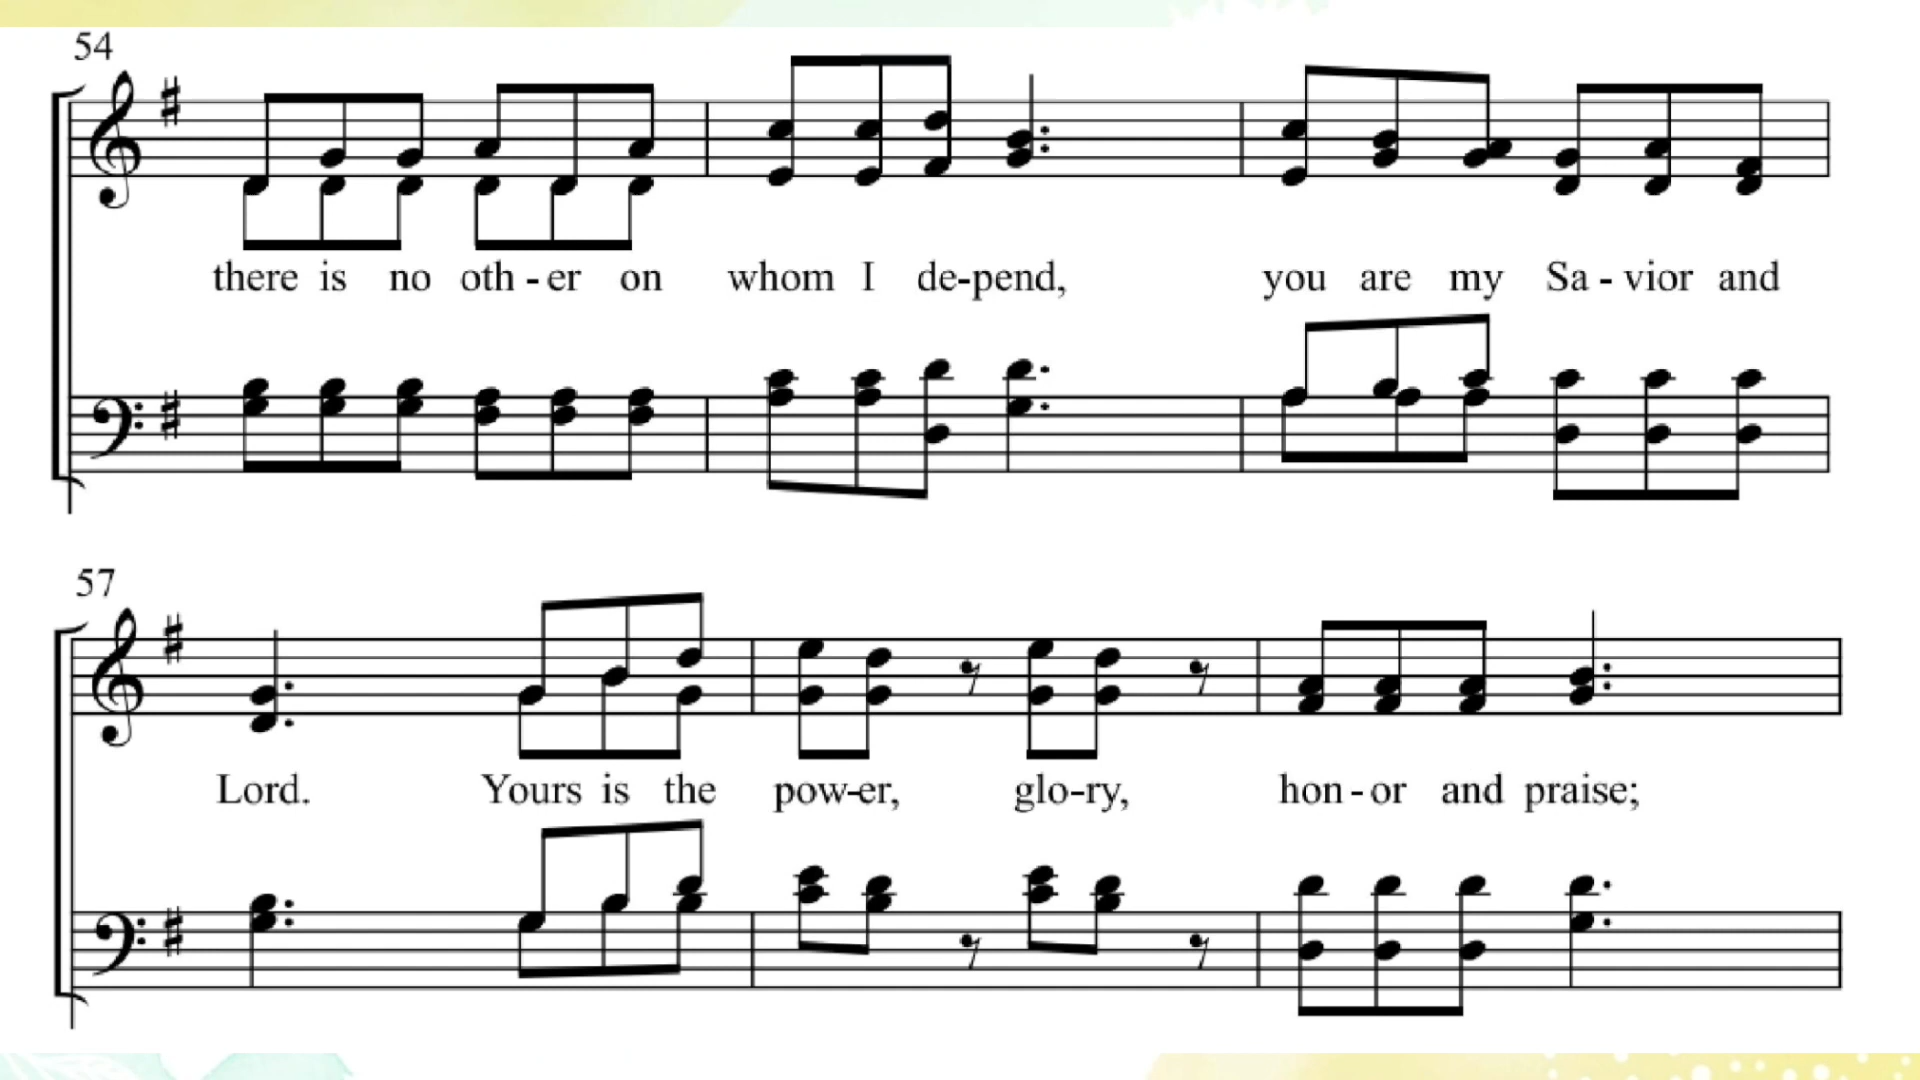 54
there is no oth - er on whom I de-pend, you are my Sa - vior and
57
Lord. Yours is the pow-er, glo-ry, hon - or and praise;